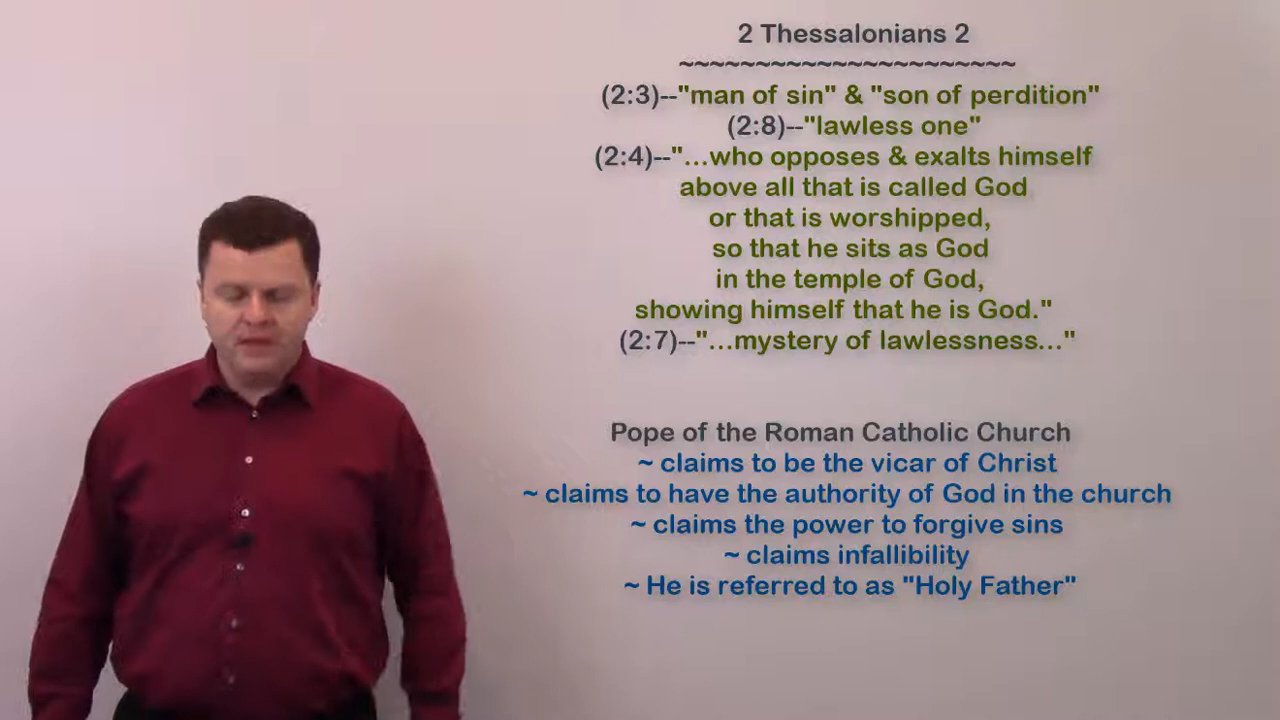 2 Thessalonians 2
~~~~~~~~~~~~~~~~~~~~~~
(2:3)--"man of sin" & "son of perdition"
(2:8)--"lawless one"
(2:4)--"...who opposes & exalts himself
above all that is called God
or that is worshipped,
so that he sits as God
in the temple of God,
showing himself that he is God."
(2:7)--"...mystery of lawlessness..."
Pope of the Roman Catholic Church
~ claims to be the vicar of Christ
~ claims to have the authority of God in the church
~ claims the power to forgive sins
~ claims infallibility
~ He is referred to as "Holy Father"